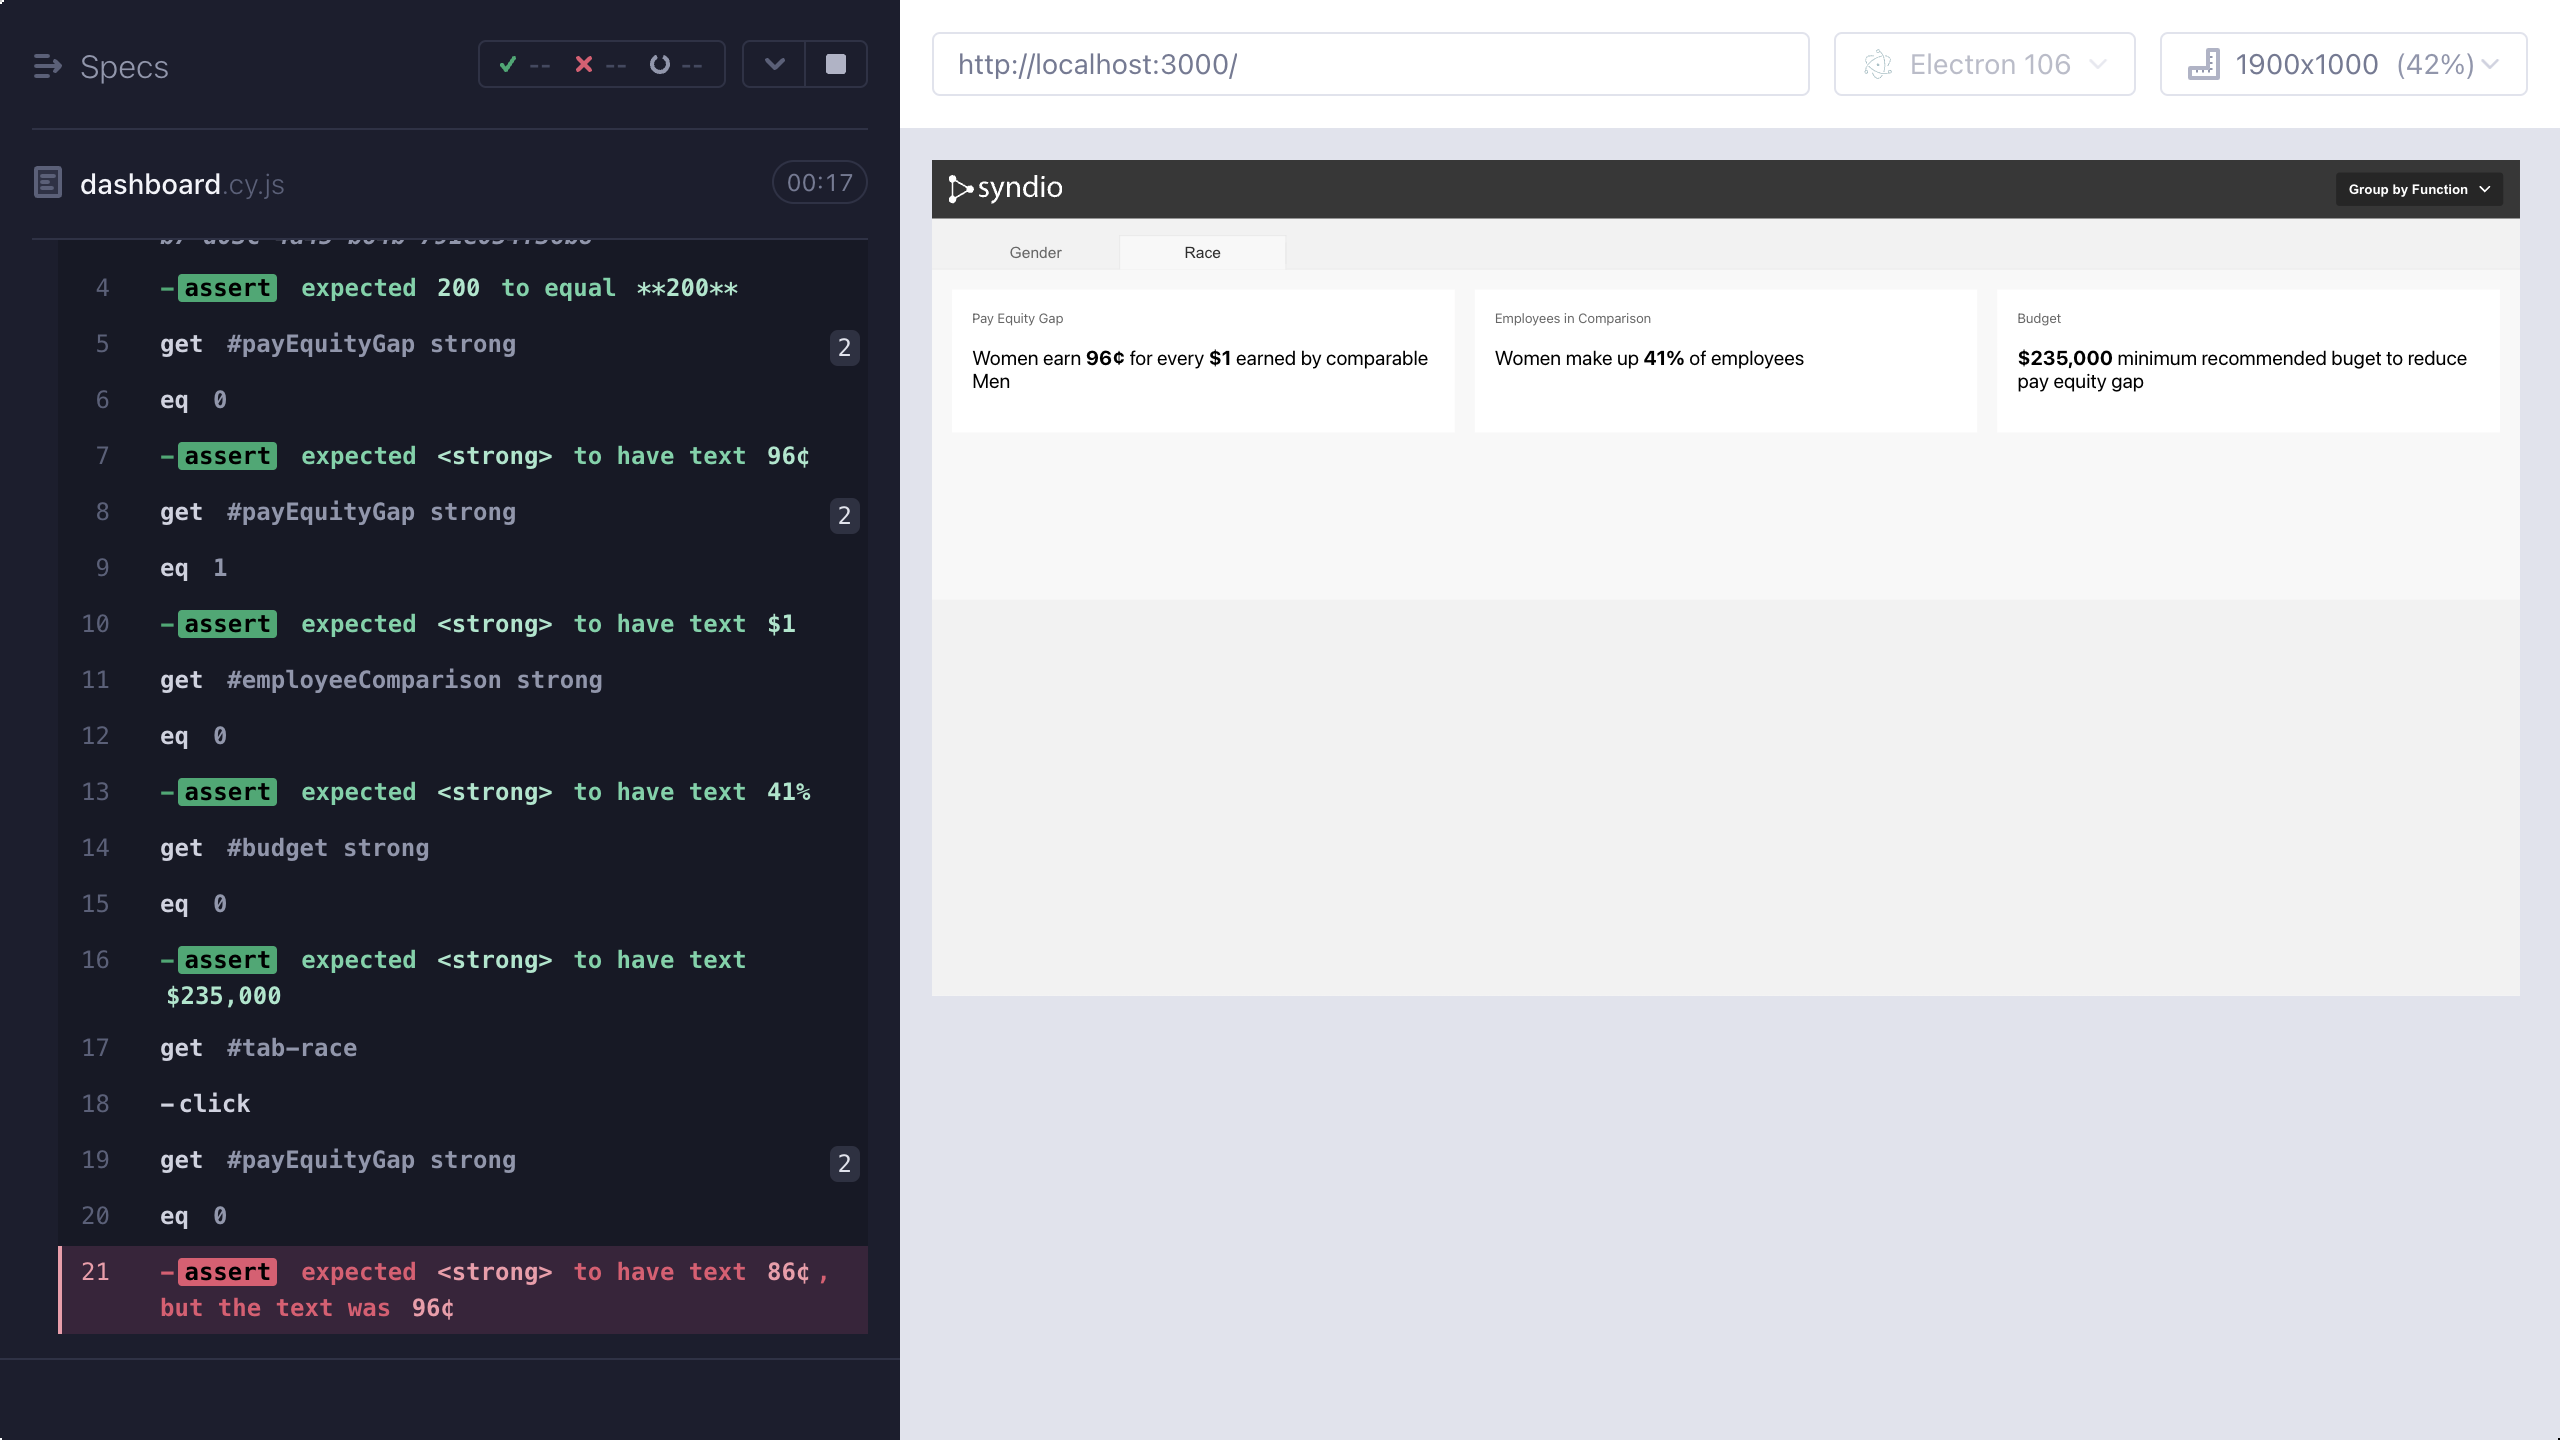 Specs
-- -- --
dashboard.cy.js
00:17
4 -assert expected 200 to equal **200**
5 get #payEquityGap strong 2
6 eq 0
7 -assert expected <strong> to have text 96¢
8 get #payEquityGap strong 2
9 eq 1
10 -assert expected <strong> to have text $1
11 get #employeeComparison strong
12 eq 0
13 -assert expected <strong> to have text 41%
14 get #budget strong
15 eq 0
16 -assert expected <strong> to have text
$235,000
17 get #tab-race
18 -click
19 get #payEquityGap strong 2
20 eq 0
21 -assert expected <strong> to have text 86¢ ,
but the text was 96¢
http://localhost:3000/
Electron 106
1900x1000 (42%)
syndio
Group by Function
Gender
Race
Pay Equity Gap
Women earn 96¢ for every $1 earned by comparable
Men
Employees in Comparison
Women make up 41% of employees
Budget
$235,000 minimum recommended buget to reduce
pay equity gap